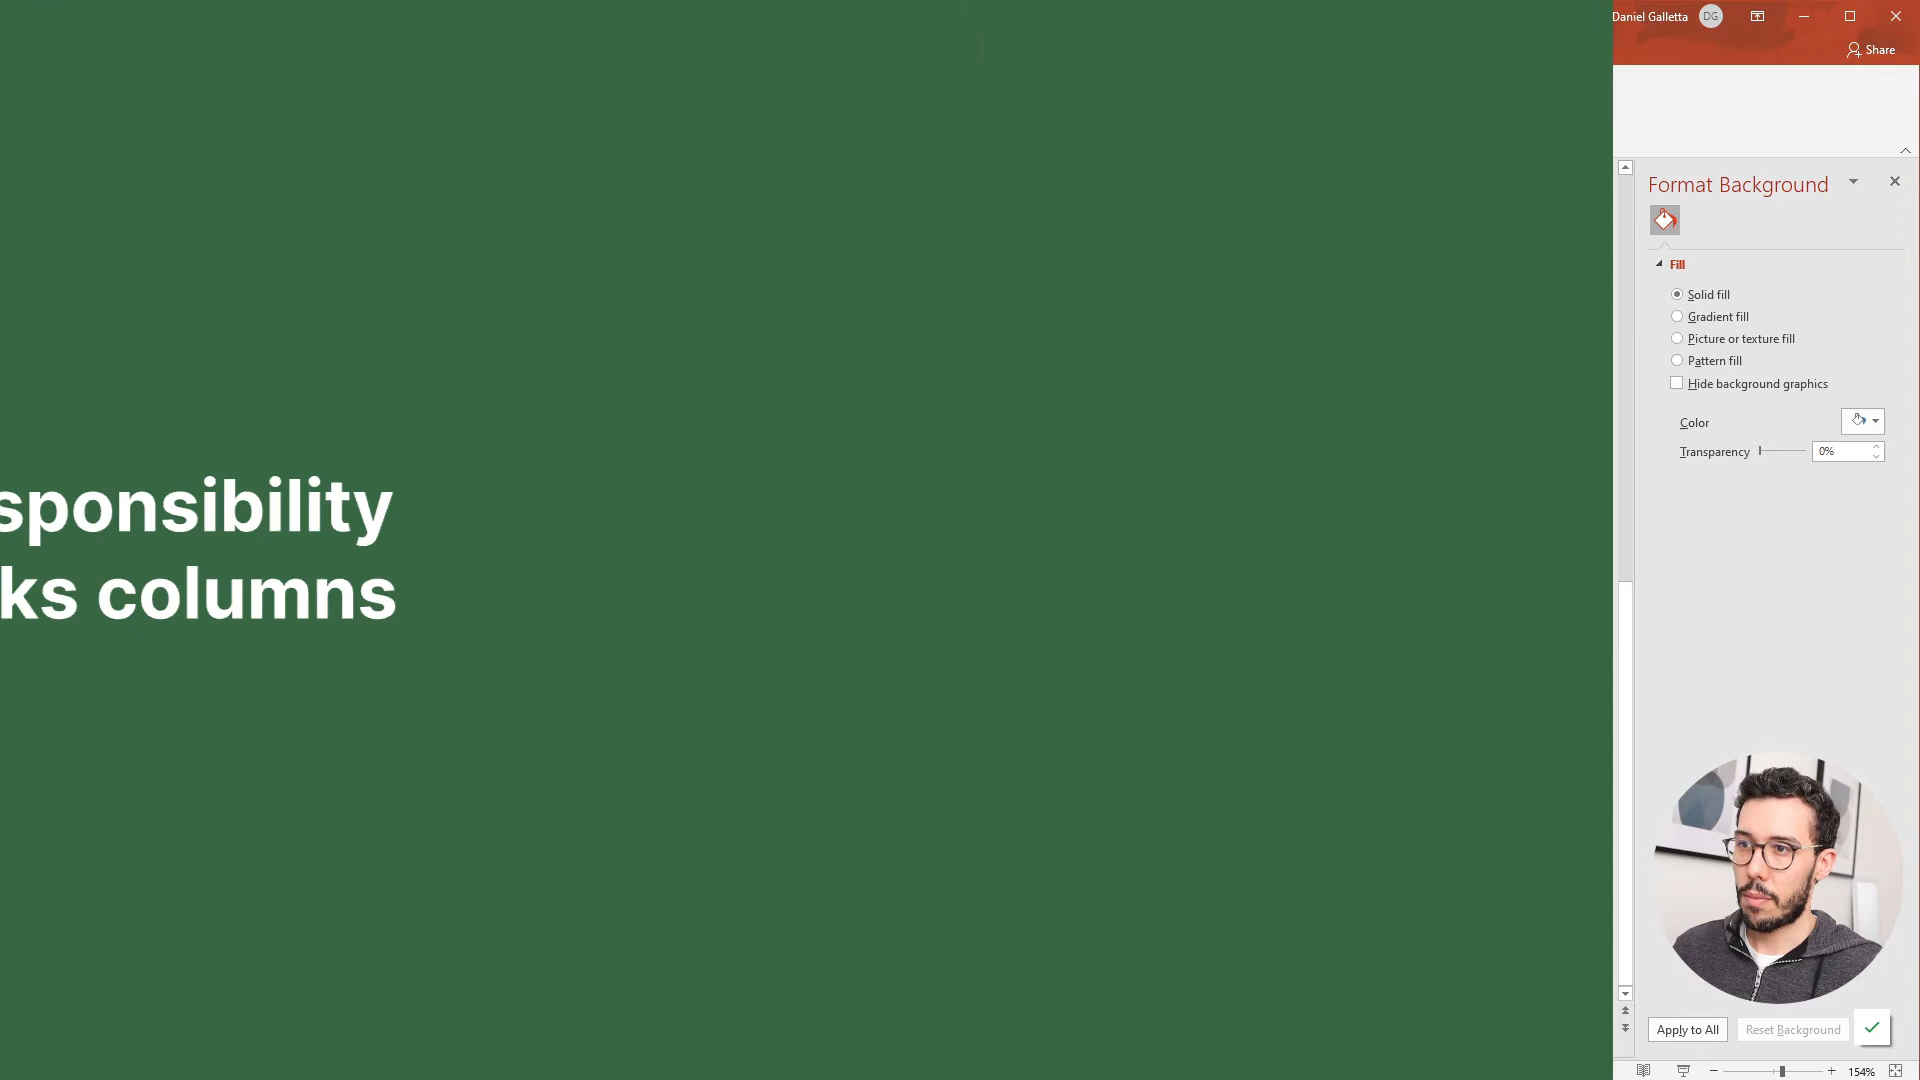 Daniel Galletta DG
Share
Format Background
Fill
Solid fill
Gradient fill
Picture or texture fill
Pattern fill
Hide background graphics
Color
Transparency 0%
sponsibility
ks columns
Apply to All Reset Background
154%